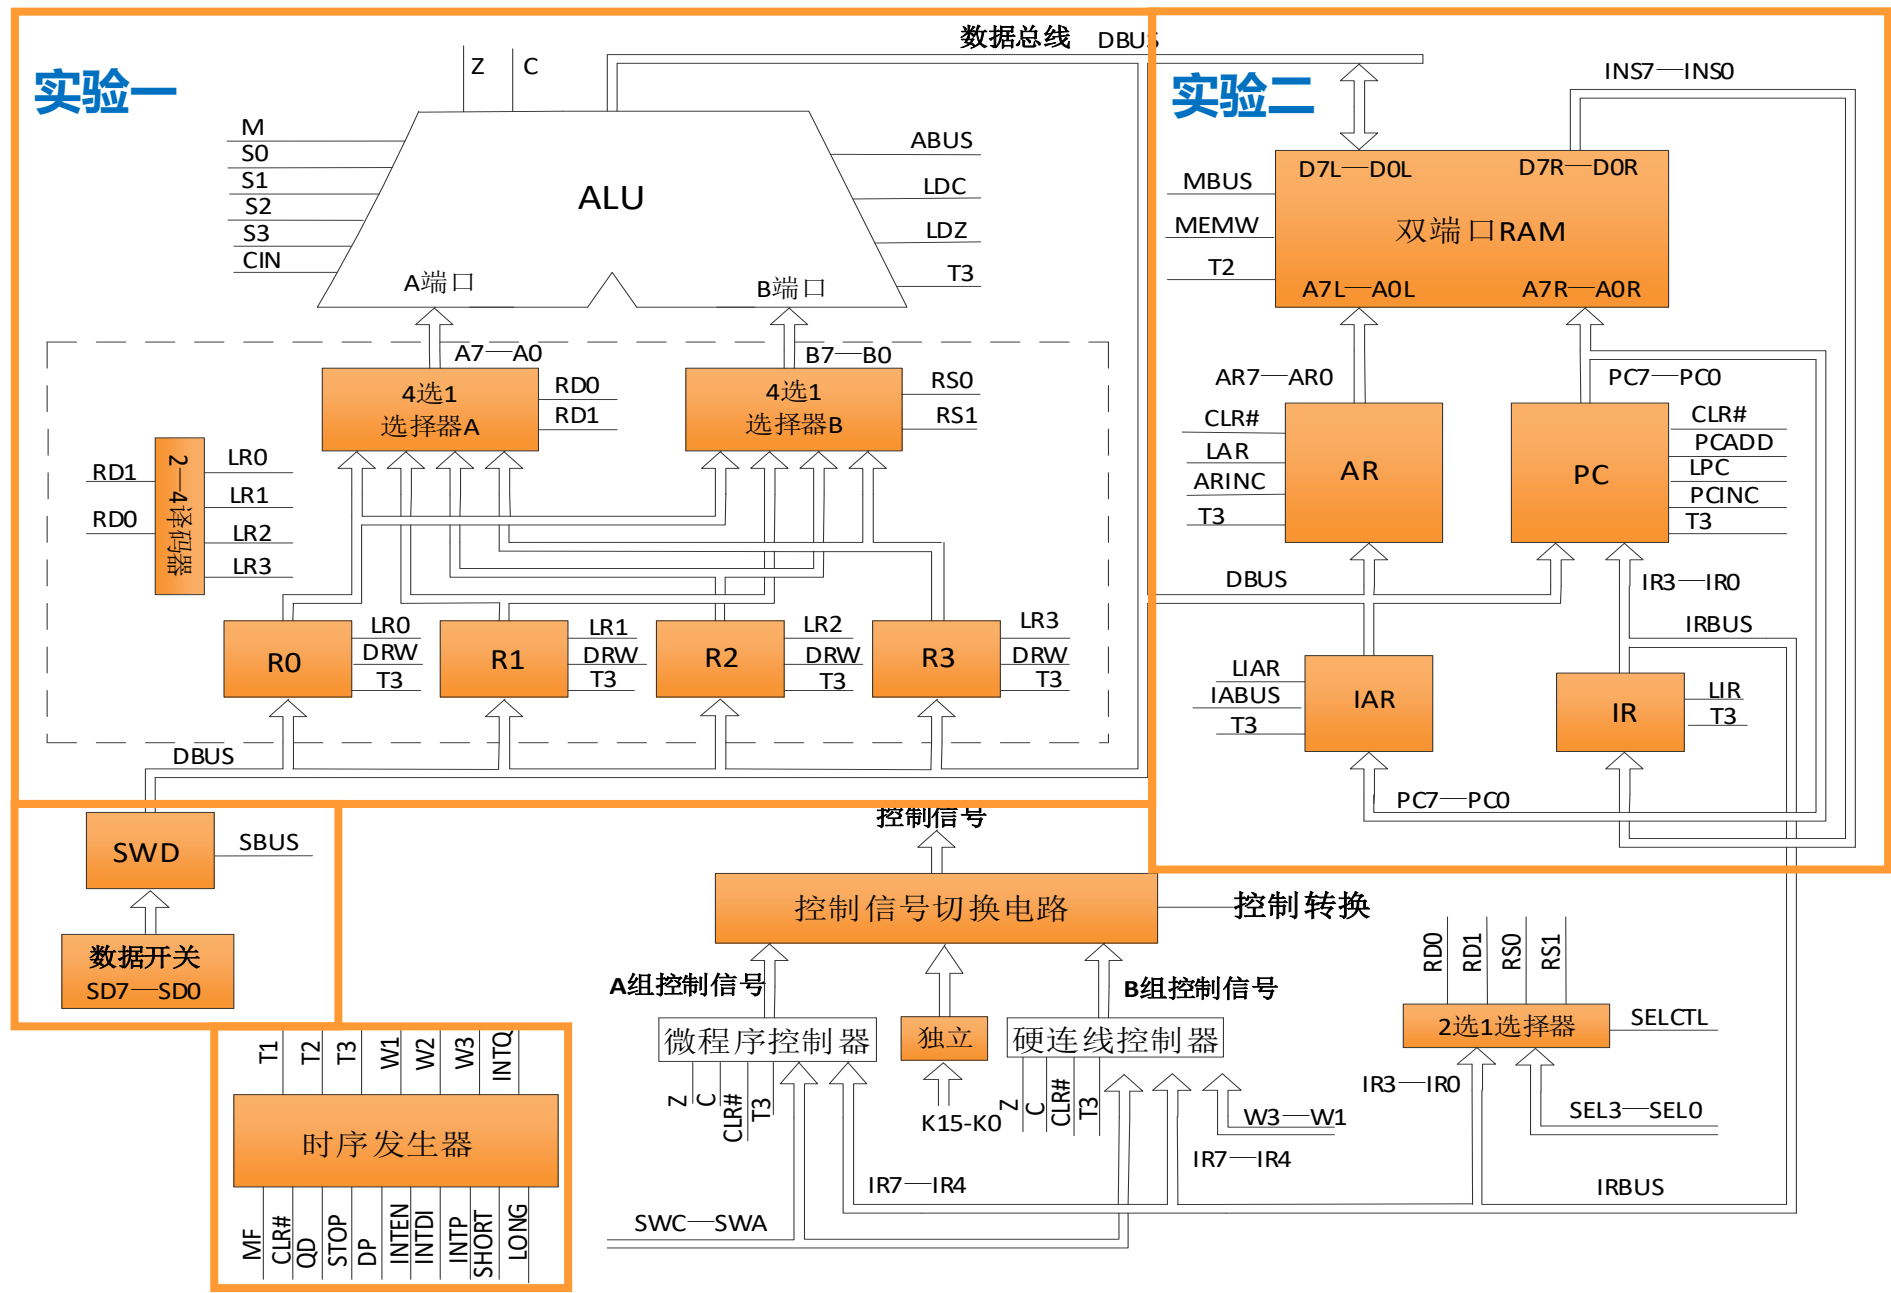 数据总线 DBUS
实验一
Z
C
M
S0
S1
S2
S3
CIN
ALU
ABUS
LDC
LDZ
T3
A端口
B端口
A7—A0
B7—B0
4选1
选择器A
RD0
RD1
4选1
选择器B
RS0
RS1
2—4译码器
RD1
RD0
LR0
LR1
LR2
LR3
R0
LR0
DRW
T3
R1
LR1
DRW
T3
R2
LR2
DRW
T3
R3
LR3
DRW
T3
DBUS
实验二
INS7—INS0
D7L—D0L
D7R—D0R
MBUS
MEMW
T2
双端口RAM
A7L—A0L
A7R—A0R
AR7—AR0
PC7—PC0
CLR#
LAR
ARINC
T3
AR
PC
CLR#
PCADD
LPC
PCINC
T3
DBUS
IR3—IR0
IRBUS
LIAR
IABUS
T3
IAR
IR
LIR
T3
PC7—PC0
SWD
SBUS
数据开关
SD7—SD0
控制信号
控制信号切换电路
控制转换
A组控制信号
B组控制信号
微程序控制器
独立
硬连线控制器
Z
C
CLR#
T3
K15-K0
Z
C
CLR#
T3
W3—W1
IR7—IR4
IR7—IR4
SWC—SWA
RD0
RD1
RS0
RS1
2选1选择器
SELCTL
IR3—IR0
SEL3—SEL0
IRBUS
T1
T2
T3
W1
W2
W3
INTQ
时序发生器
MF
CLR#
QD
STOP
DP
INTEN
INTDI
INTP
SHORT
LONG